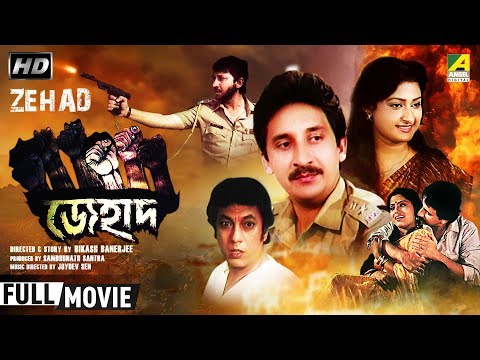 HD
ZEHAD
জেহাদ
DIRECTED & STORY BY BIKASH BANERJEE
PRODUCED BY SAMBHUNATH SANTRA
MUSIC DIRECTED BY JOYDEV SEN
FULL MOVIE
ANGEL
DIGITAL